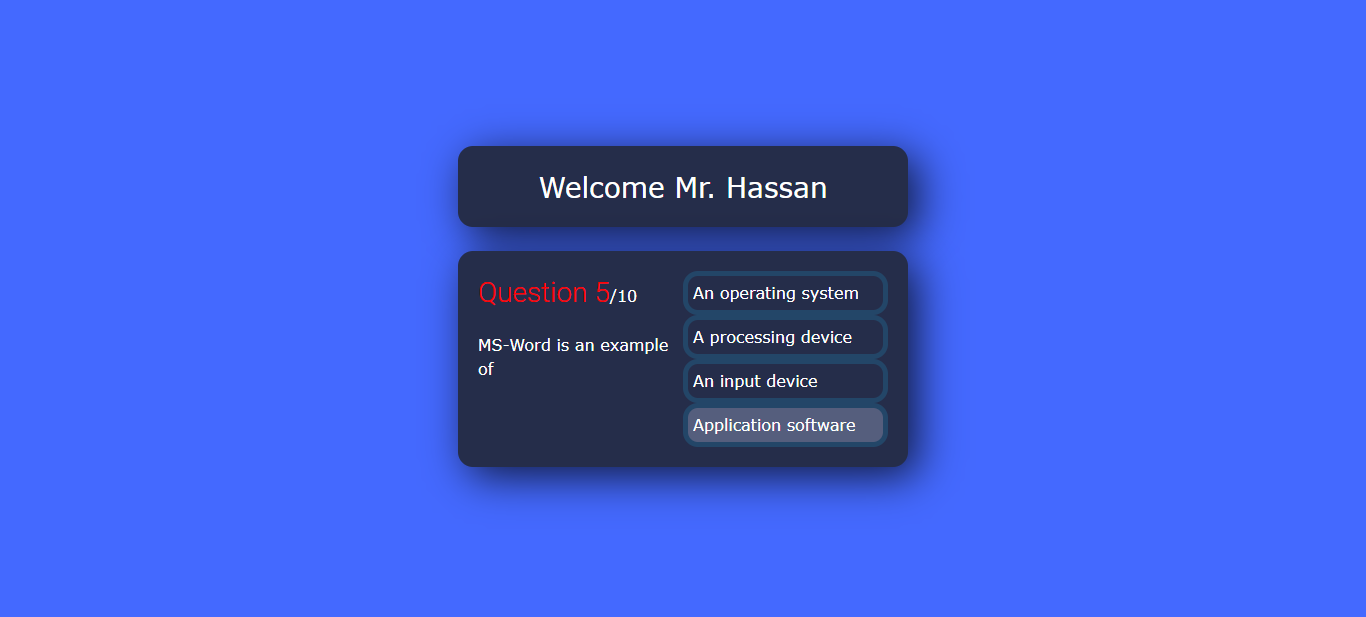 Welcome Mr. Hassan
Question 5/10
MS-Word is an example
of
An operating system
A processing device
An input device
Application software